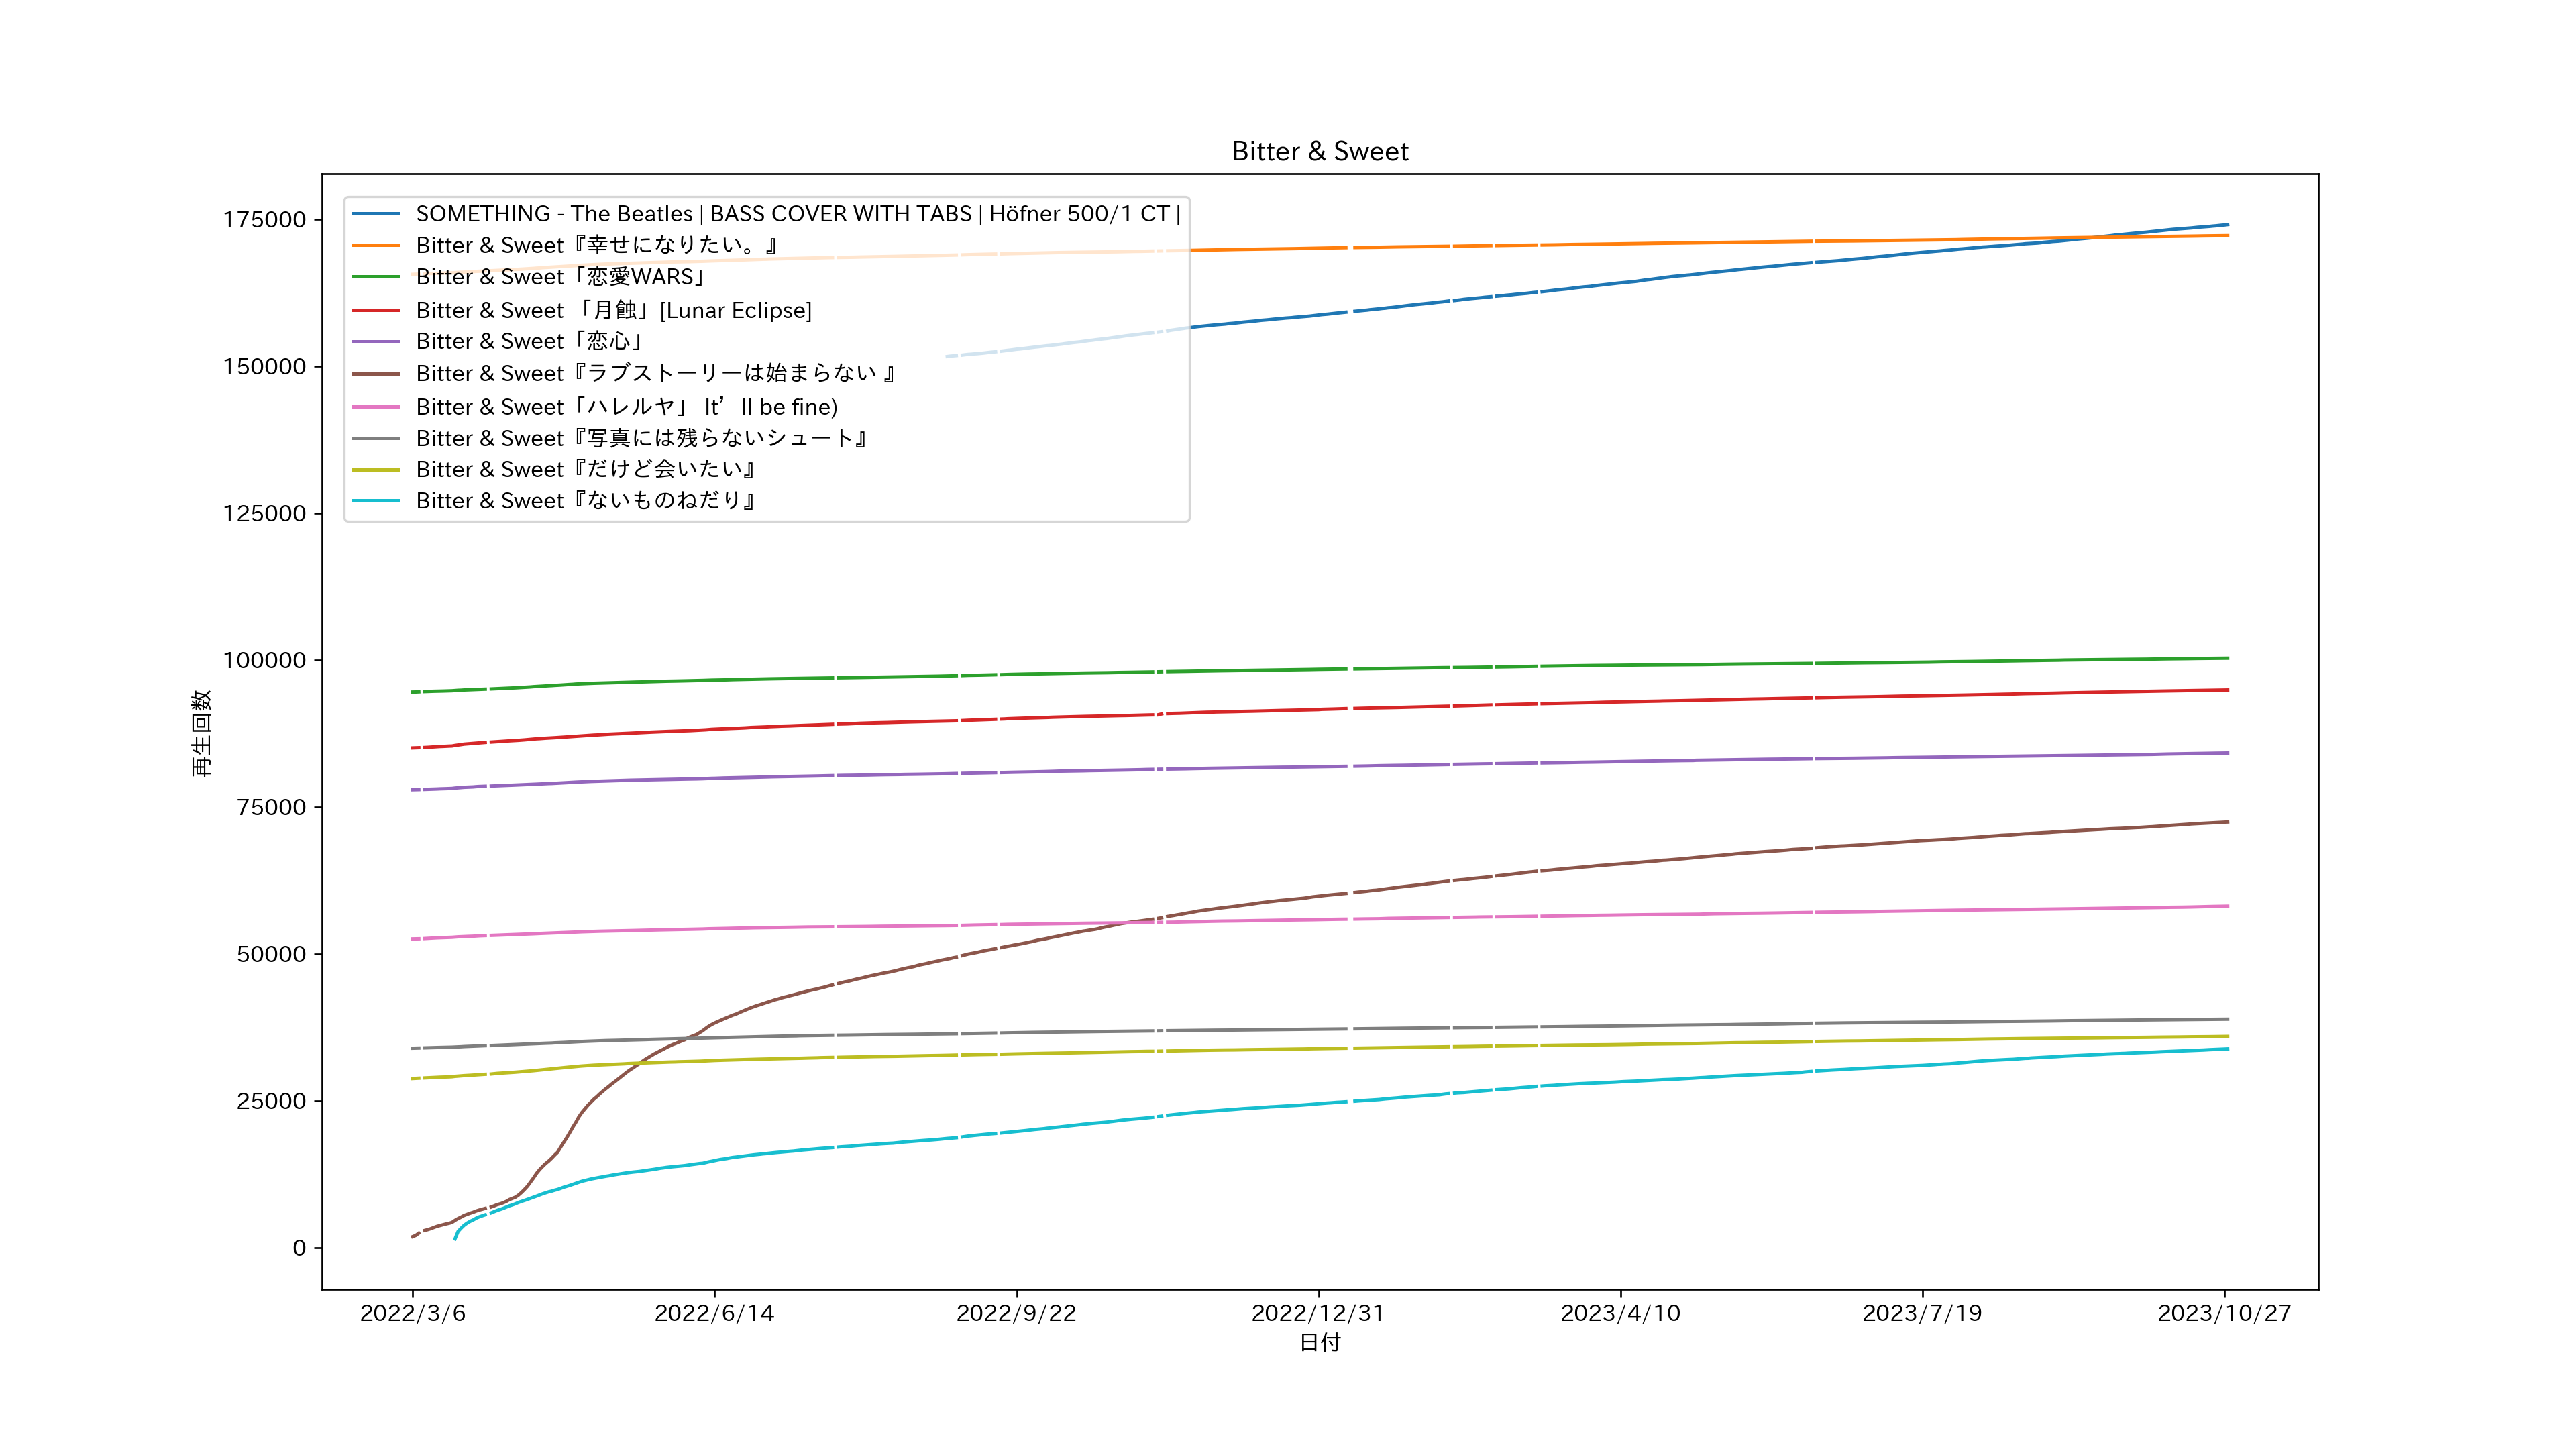 Bitter & Sweet
SOMETHING - The Beatles | BASS COVER WITH TABS | Höfner 500/1 CT |
Bitter & Sweet『幸せになりたい。』
Bitter & Sweet「恋愛WARS」
Bitter & Sweet 「月蝕」[Lunar Eclipse]
Bitter & Sweet「恋心」
Bitter & Sweet『ラブストーリーは始まらない 』
Bitter & Sweet「ハレルヤ」 It’ll be fine)
Bitter & Sweet『写真には残らないシュート』
Bitter & Sweet『だけど会いたい』
Bitter & Sweet『ないものねだり』
175000
150000
125000
100000
75000
50000
25000
0
再生回数
2022/3/6
2022/6/14
2022/9/22
2022/12/31
2023/4/10
2023/7/19
2023/10/27
日付